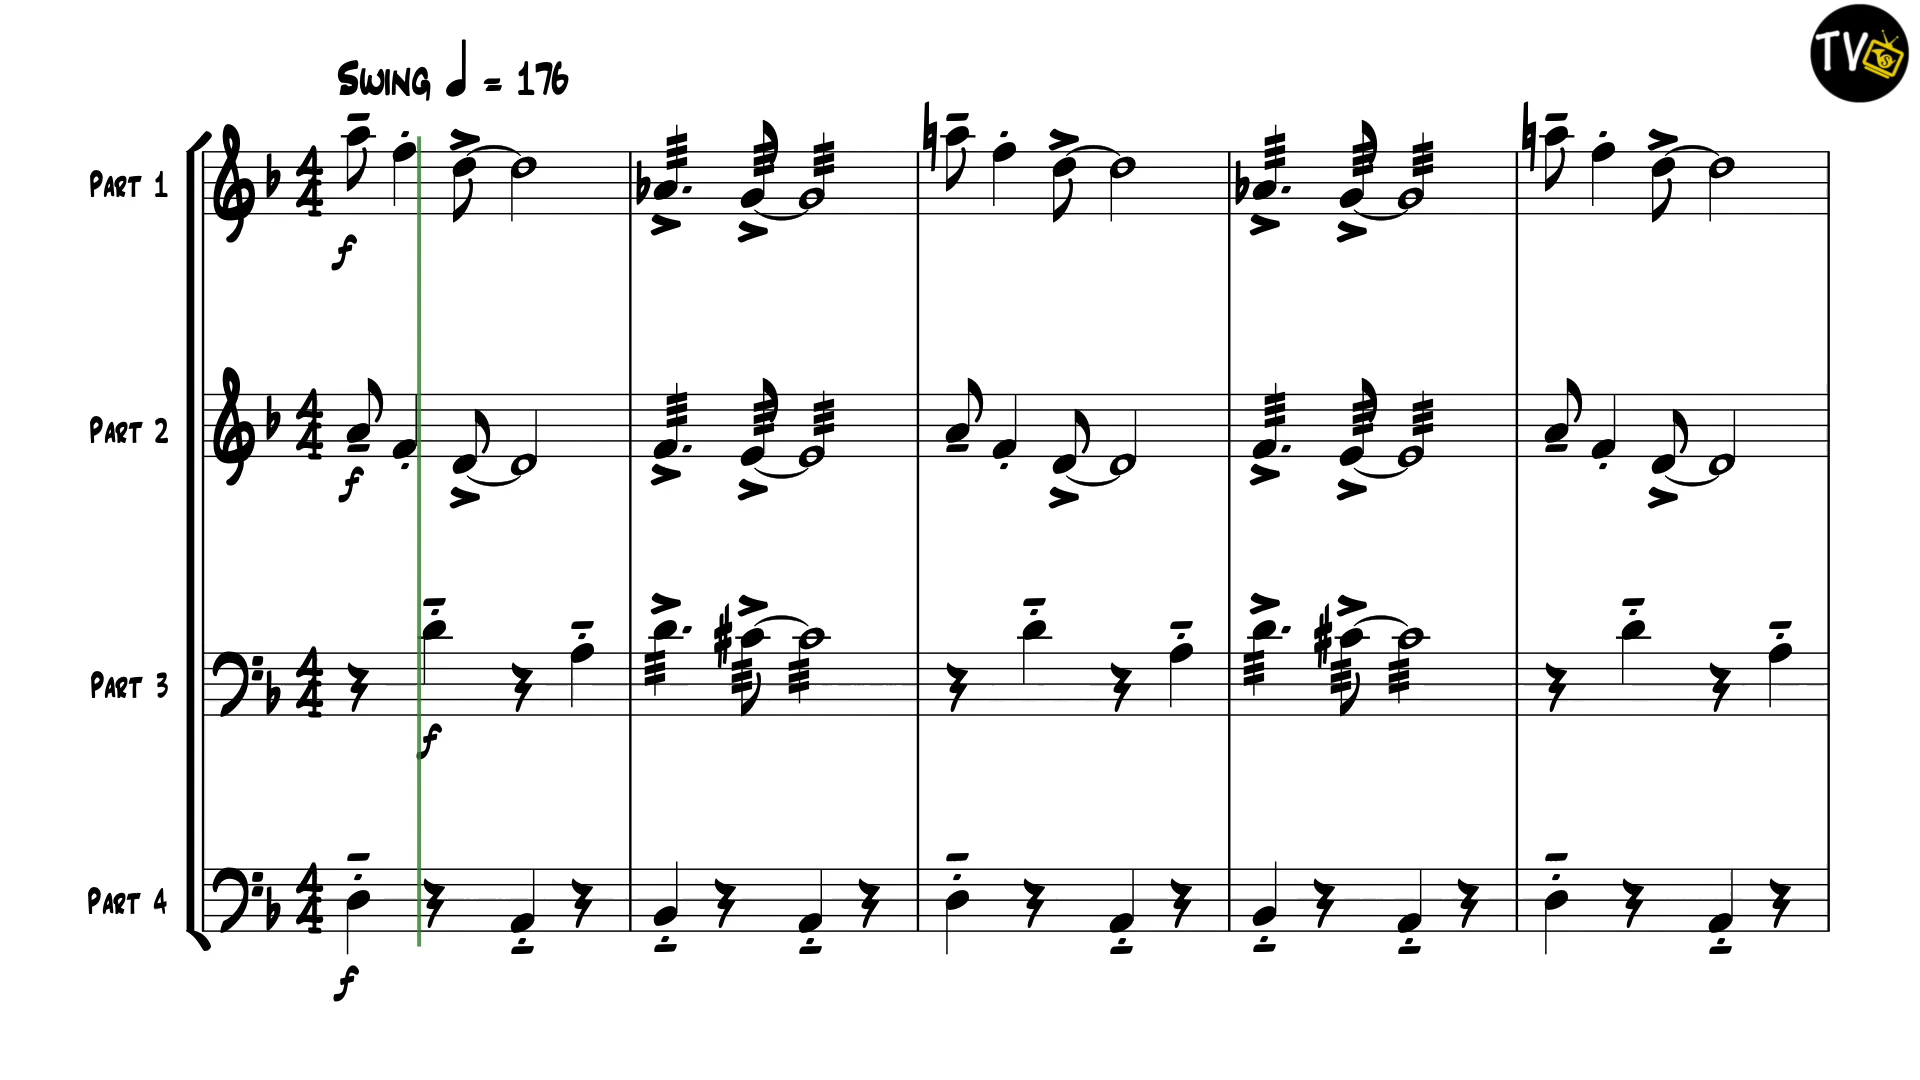 TV
Swing ♩ = 176
Part 1
f
Part 2
f
Part 3
f
Part 4
f